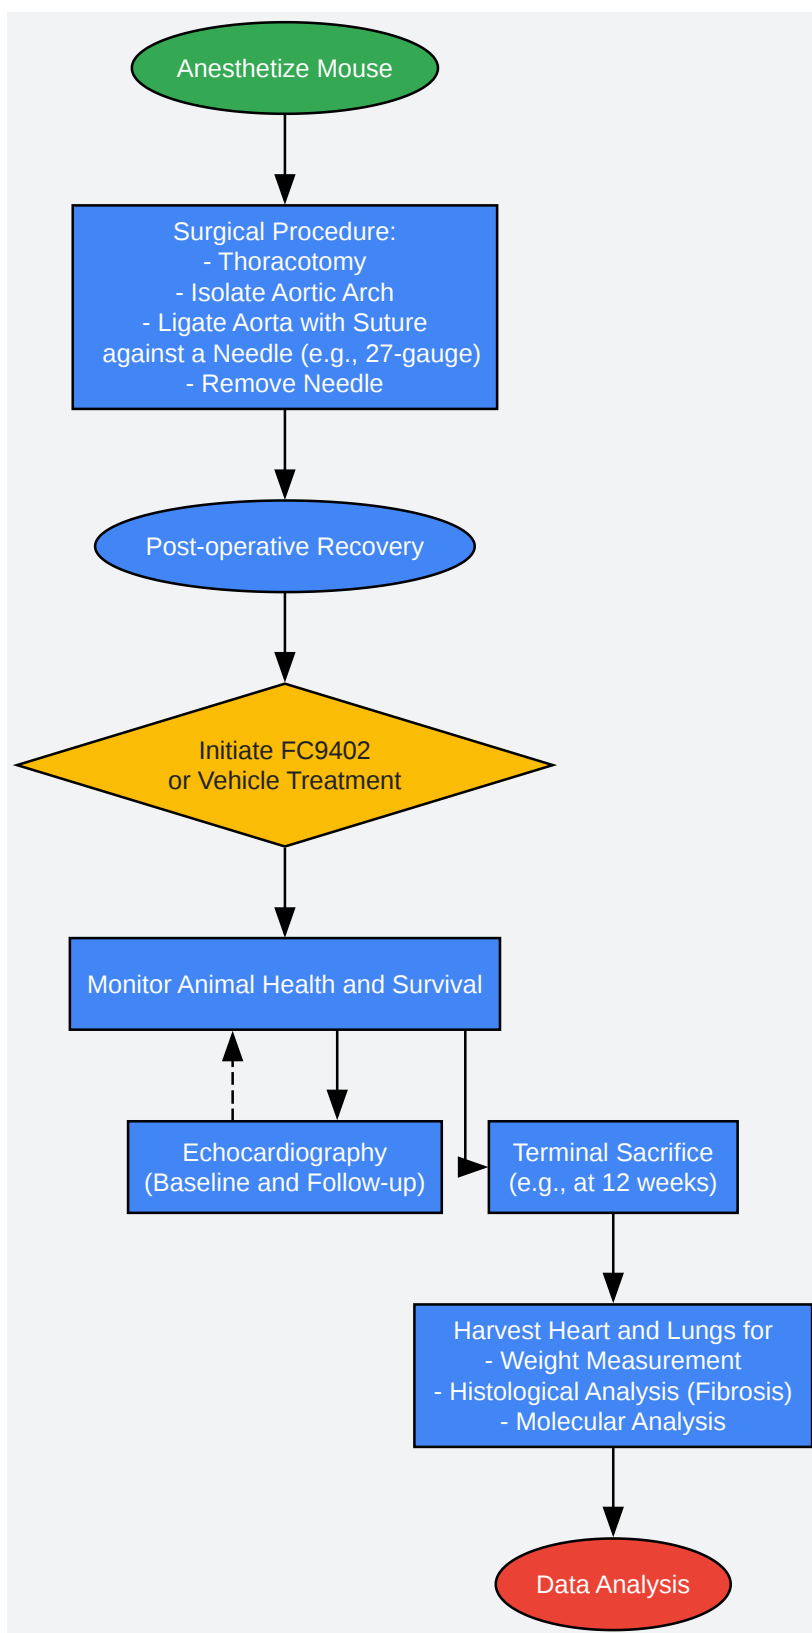 Anesthetize Mouse
Surgical Procedure:
- Thoracotomy
- Isolate Aortic Arch
- Ligate Aorta with Suture
against a Needle (e.g., 27-gauge)
- Remove Needle
Post-operative Recovery
Initiate FC9402
or Vehicle Treatment
Monitor Animal Health and Survival
Echocardiography
(Baseline and Follow-up)
Terminal Sacrifice
(e.g., at 12 weeks)
Harvest Heart and Lungs for
- Weight Measurement
- Histological Analysis (Fibrosis)
- Molecular Analysis
Data Analysis